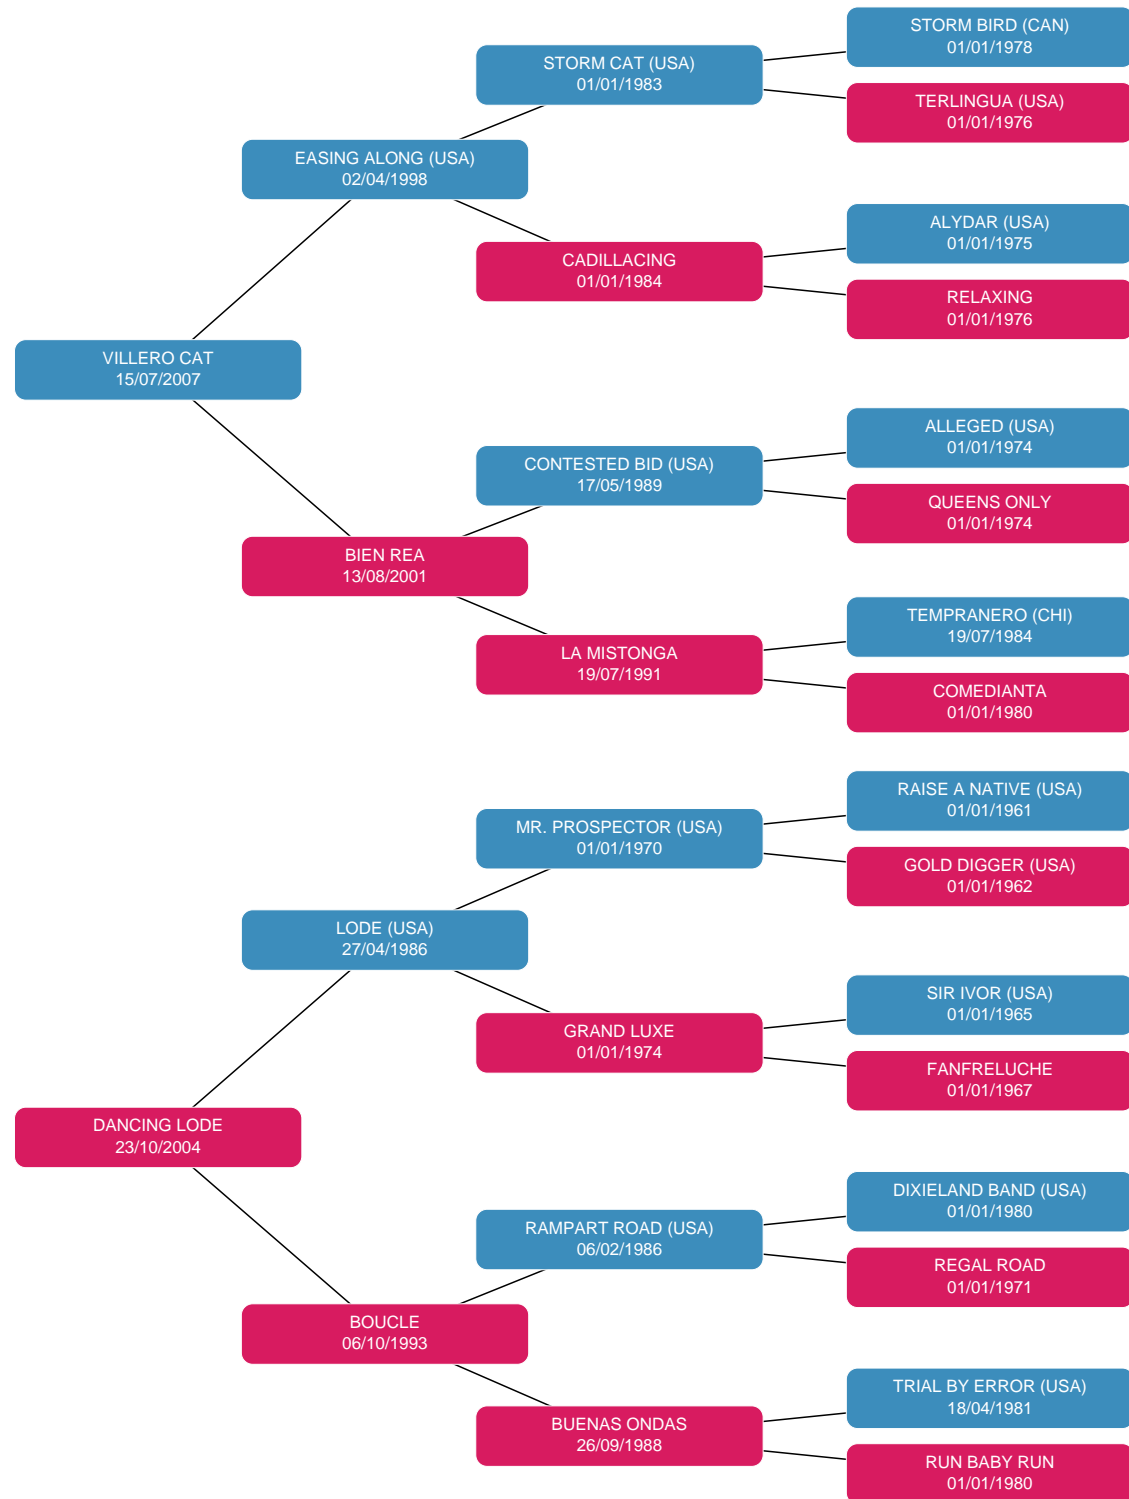 STORM BIRD (CAN)
01/01/1978
STORM CAT (USA)
01/01/1983
TERLINGUA (USA)
01/01/1976
EASING ALONG (USA)
02/04/1998
ALYDAR (USA)
01/01/1975
CADILLACING
01/01/1984
RELAXING
01/01/1976
VILLERO CAT
15/07/2007
ALLEGED (USA)
01/01/1974
CONTESTED BID (USA)
17/05/1989
QUEENS ONLY
01/01/1974
BIEN REA
13/08/2001
TEMPRANERO (CHI)
19/07/1984
LA MISTONGA
19/07/1991
COMEDIANTA
01/01/1980
RAISE A NATIVE (USA)
01/01/1961
MR. PROSPECTOR (USA)
01/01/1970
GOLD DIGGER (USA)
01/01/1962
LODE (USA)
27/04/1986
SIR IVOR (USA)
01/01/1965
GRAND LUXE
01/01/1974
FANFRELUCHE
01/01/1967
DANCING LODE
23/10/2004
DIXIELAND BAND (USA)
01/01/1980
RAMPART ROAD (USA)
06/02/1986
REGAL ROAD
01/01/1971
BOUCLE
06/10/1993
TRIAL BY ERROR (USA)
18/04/1981
BUENAS ONDAS
26/09/1988
RUN BABY RUN
01/01/1980